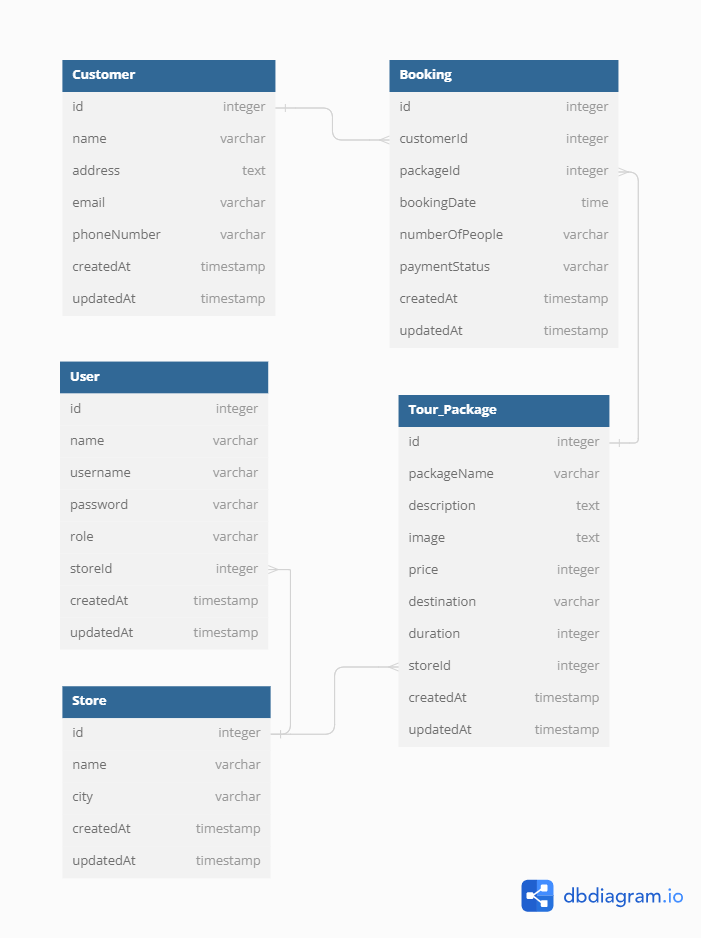 Customer
id integer
name varchar
address text
email varchar
phoneNumber varchar
createdAt timestamp
updatedAt timestamp
Booking
id integer
customerId integer
packageId integer
bookingDate time
numberOfPeople varchar
paymentStatus varchar
createdAt timestamp
updatedAt timestamp
User
id integer
name varchar
username varchar
password varchar
role varchar
storeId integer
createdAt timestamp
updatedAt timestamp
Tour_Package
id integer
packageName varchar
description text
image text
price integer
destination varchar
duration integer
storeId integer
createdAt timestamp
updatedAt timestamp
Store
id integer
name varchar
city varchar
createdAt timestamp
updatedAt timestamp
dbdiagram.io